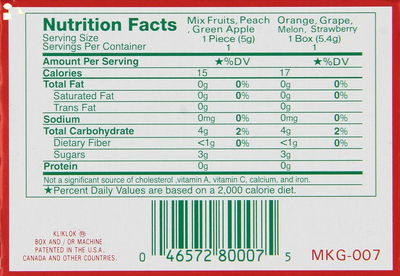 Nutrition Facts Mix Fruits, Peach Orange, Grape,
, Green Apple Melon, Strawberry
Serving Size 1 Piece (5g) 1 Box (5.4g)
Servings Per Container 1 1
Amount Per Serving ★%DV ★%DV
Calories 15 17
Total Fat 0g 0% 0g 0%
Saturated Fat 0g 0% 0g 0%
Trans Fat 0g 0g
Sodium 0mg 0% 0mg 0%
Total Carbohydrate 4g 2% 4g 2%
Dietary Fiber <1g 0% <1g 0%
Sugars 3g 3g
Protein 0g 0g
Not a significant source of cholesterol ,vitamin A, vitamin C, calcium, and iron.
★Percent Daily Values are based on a 2,000 calorie diet.
KLIKLOK ®
BOX AND / OR MACHINE
PATENTED IN THE U.S.A.
CANADA AND OTHER COUNTRIES.
0 46572 80007 5
MKG-007